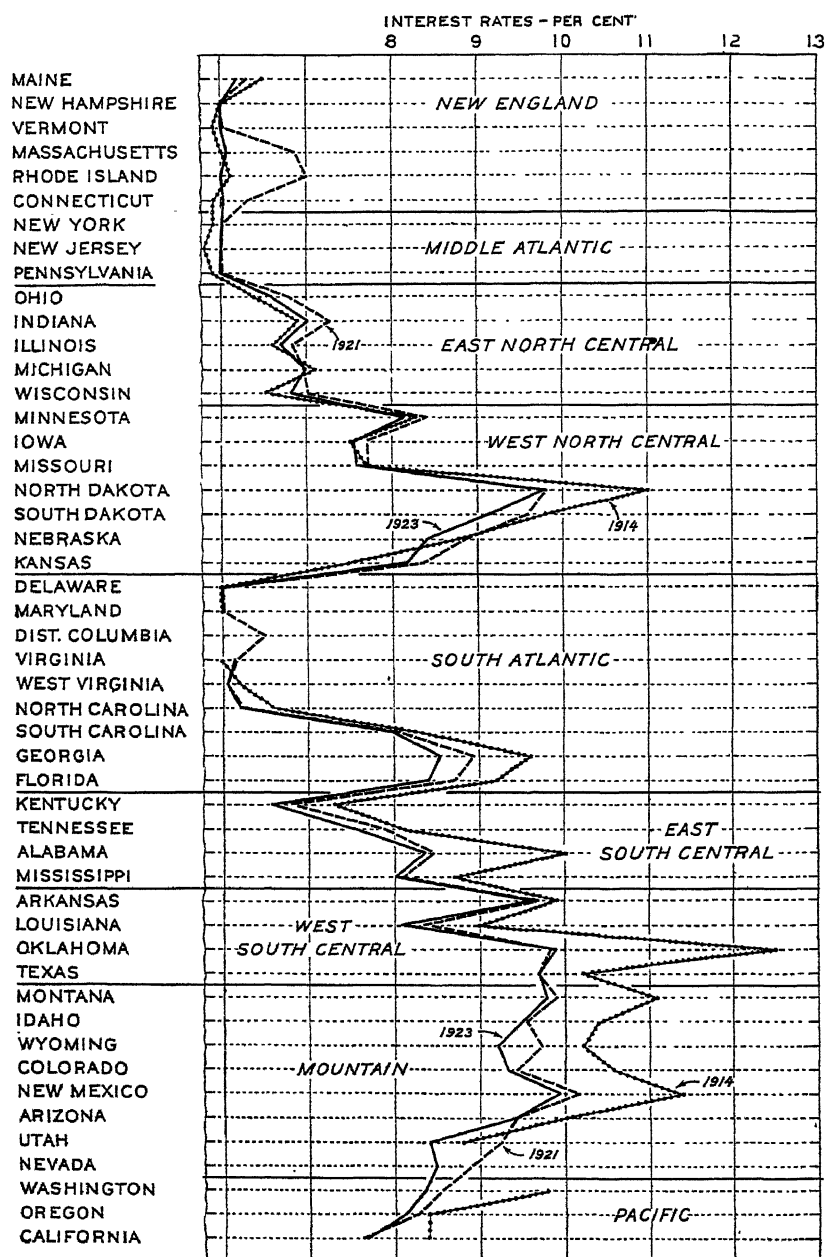 INTEREST RATES - PER CENT'
8 9 10 11 12 13
MAINE
NEW HAMPSHIRE
NEW ENGLAND
VERMONT
MASSACHUSETTS
RHODE ISLAND
CONNECTICUT
NEW YORK
NEW JERSEY
MIDDLE ATLANTIC
PENNSYLVANIA
OHIO
INDIANA
1921
ILLINOIS
EAST NORTH CENTRAL
MICHIGAN
WISCONSIN
MINNESOTA
IOWA
WEST NORTH CENTRAL
MISSOURI
NORTH DAKOTA
SOUTH DAKOTA
1923
1914
NEBRASKA
KANSAS
DELAWARE
MARYLAND
DIST. COLUMBIA
VIRGINIA
SOUTH ATLANTIC
WEST VIRGINIA
NORTH CAROLINA
SOUTH CAROLINA
GEORGIA
FLORIDA
KENTUCKY
TENNESSEE
EAST
ALABAMA
SOUTH CENTRAL
MISSISSIPPI
ARKANSAS
LOUISIANA
WEST
OKLAHOMA
SOUTH CENTRAL
TEXAS
MONTANA
IDAHO
1923
WYOMING
COLORADO
MOUNTAIN
1914
NEW MEXICO
ARIZONA
UTAH
1921
NEVADA
WASHINGTON
OREGON
PACIFIC
CALIFORNIA